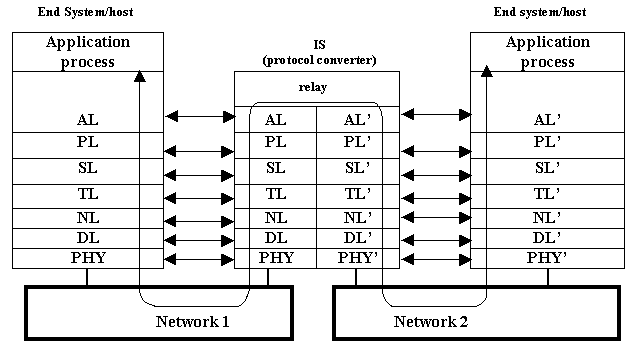 End System/host
End system/host
IS
(protocol converter)
Application process
relay
Application process
AL AL AL’ AL’
PL PL PL’ PL’
SL SL SL’ SL’
TL TL TL’ TL’
NL NL NL’ NL’
DL DL DL’ DL’
PHY PHY PHY’ PHY’
Network 1 Network 2